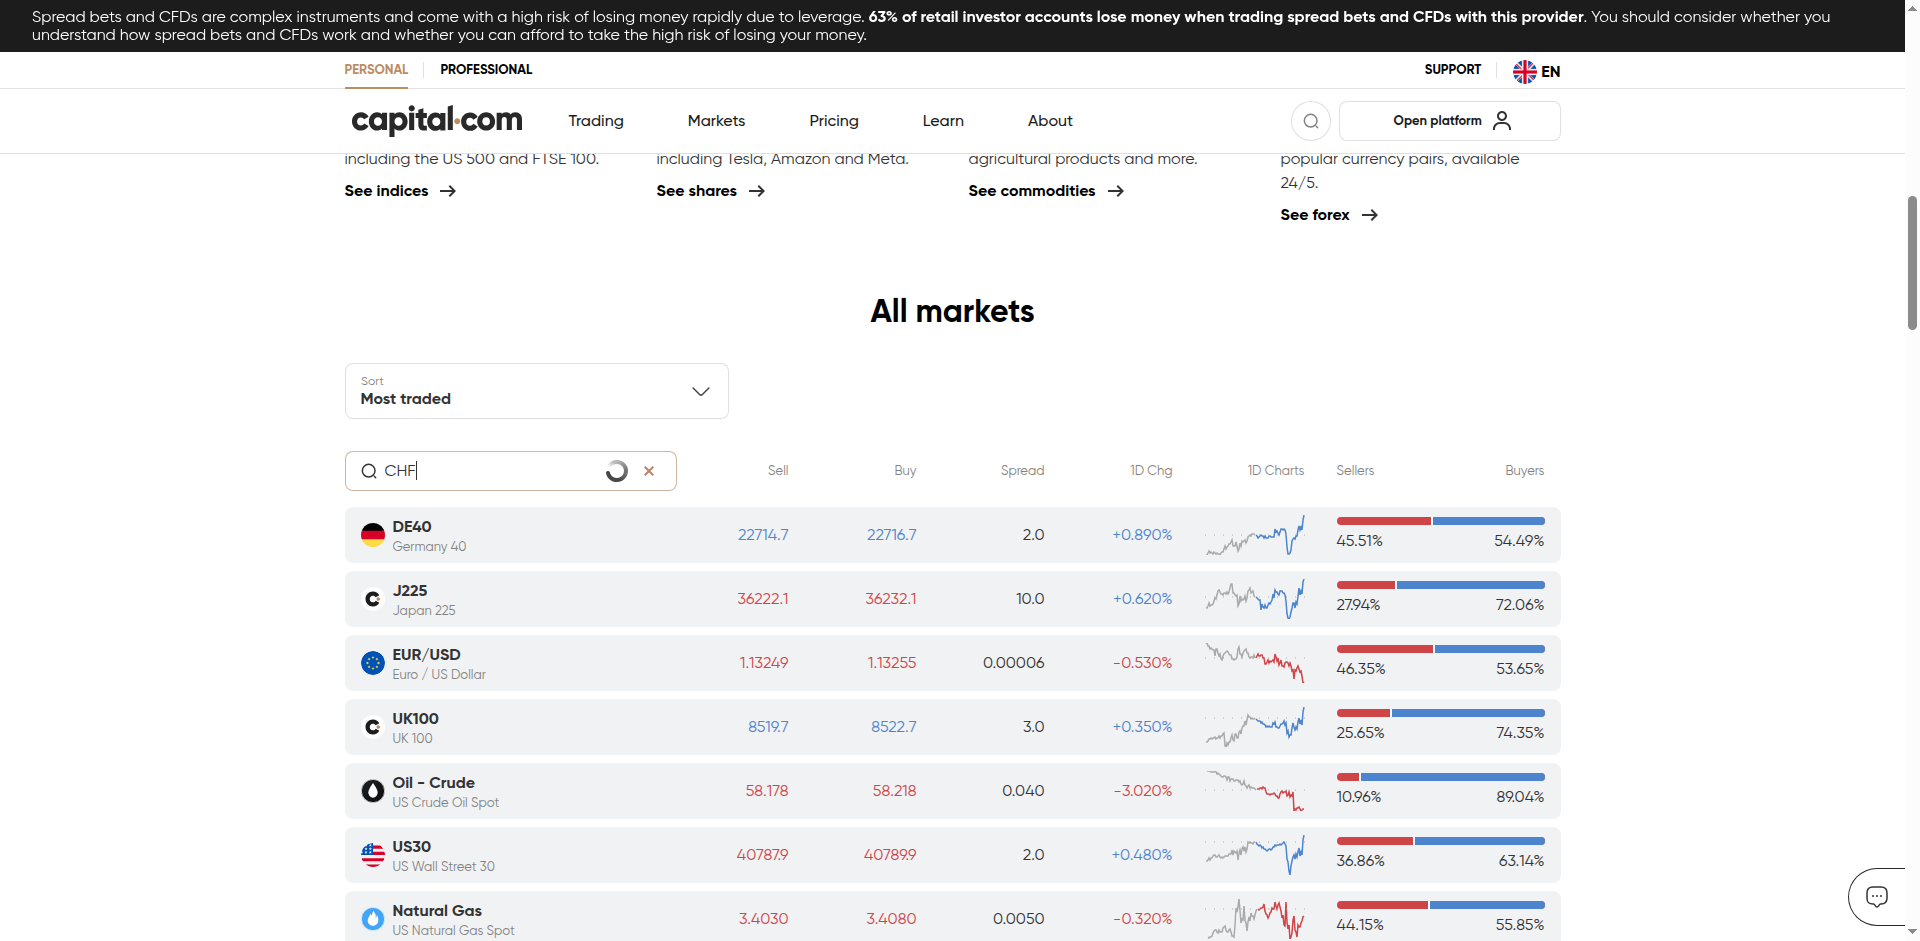 Spread bets and CFDs are complex instruments and come with a high risk of losing money rapidly due to leverage. 63% of retail investor accounts lose money when trading spread bets and CFDs with this provider. You should consider whether you
understand how spread bets and CFDs work and whether you can afford to take the high risk of losing your money.
PERSONAL PROFESSIONAL SUPPORT EN
capital.com Trading Markets Pricing Learn About Open platform
including the US 500 and FTSE 100. including Tesla, Amazon and Meta. agricultural products and more. popular currency pairs, available
24/5.
See indices See shares See commodities
See forex
All markets
Sort
Most traded
CHF Sell Buy Spread 1D Chg 1D Charts Sellers Buyers
DE40
Germany 40
22714.7 22716.7 2.0 +0.890%
45.51% 54.49%
J225
Japan 225
36222.1 36232.1 10.0 +0.620%
27.94% 72.06%
EUR/USD
Euro / US Dollar
1.13249 1.13255 0.00006 -0.530%
46.35% 53.65%
UK100
UK 100
8519.7 8522.7 3.0 +0.350%
25.65% 74.35%
Oil - Crude
US Crude Oil Spot
58.178 58.218 0.040 -3.020%
10.96% 89.04%
US30
US Wall Street 30
40787.9 40789.9 2.0 +0.480%
36.86% 63.14%
Natural Gas
US Natural Gas Spot
3.4030 3.4080 0.0050 -0.320%
44.15% 55.85%